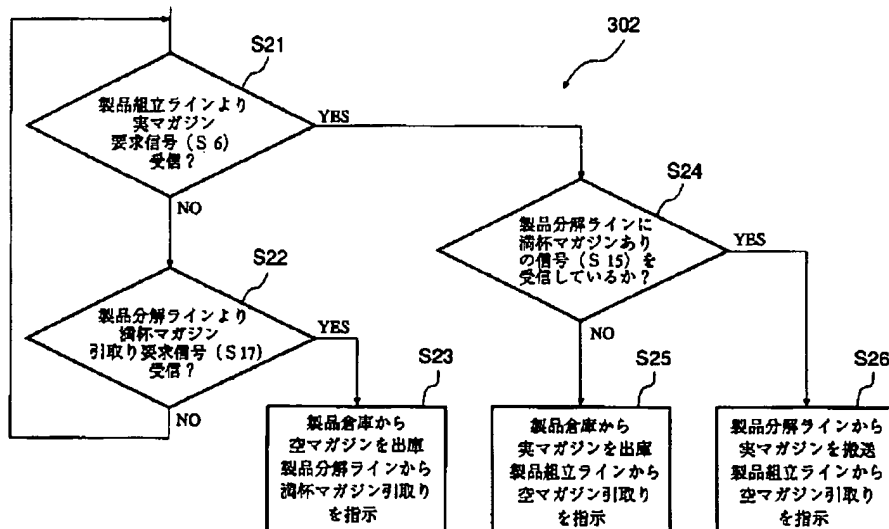 302
S21
製品組立ラインより
実マガジン
要求信号（S 6）
受信？
YES
NO
S24
製品分解ラインに
満杯マガジンあり
の信号（S 15）を
受信しているか？
YES
NO
S22
製品分解ラインより
満杯マガジン
引取り要求信号（S 17）
受信？
YES
NO
S23
製品倉庫から
空マガジンを出庫
製品分解ラインから
満杯マガジン引取り
を指示
S25
製品倉庫から
実マガジンを出庫
製品組立ラインから
空マガジン引取り
を指示
S26
製品分解ラインから
実マガジンを搬送
製品組立ラインから
空マガジン引取り
を指示